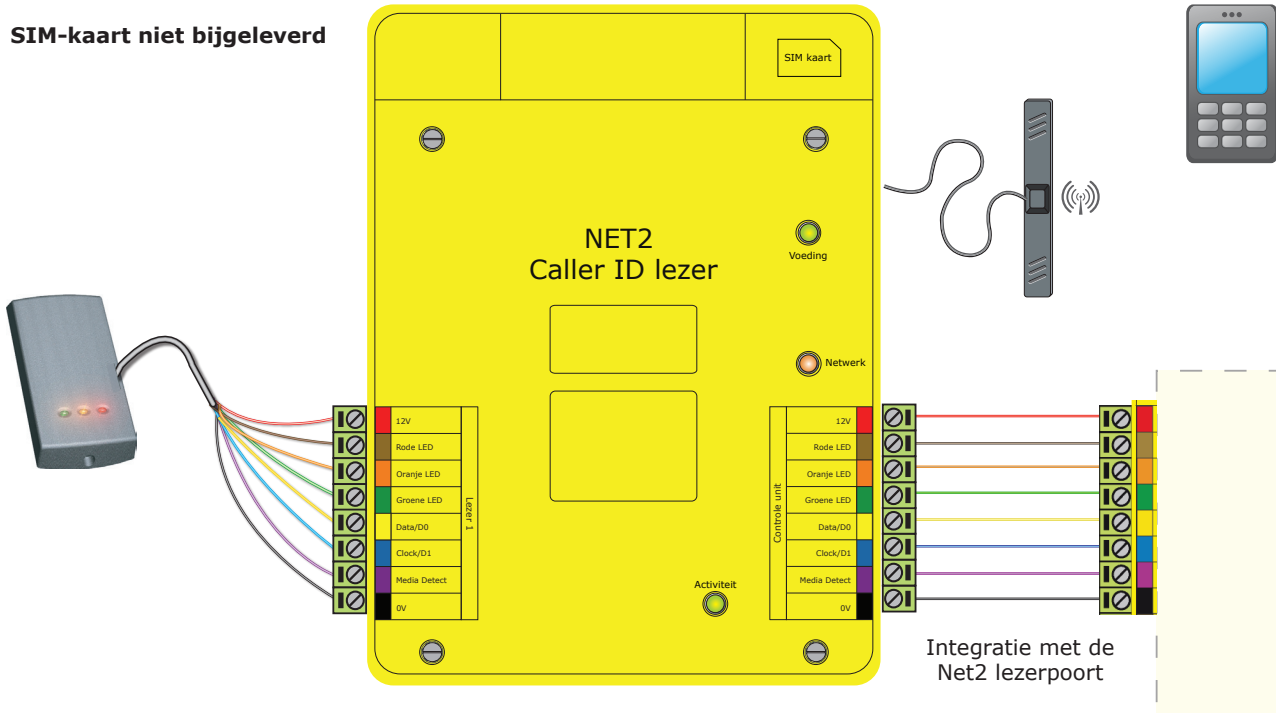 SIM-kaart niet bijgeleverd
SIM kaart
NET2
Caller ID lezer
Voeding
Netwerk
12V
Rode LED
Oranje LED
Groene LED
Data/D0
Clock/D1
Media Detect
0V
Lezer 1
Activiteit
Controle unit
12V
Rode LED
Oranje LED
Groene LED
Data/D0
Clock/D1
Media Detect
0V
Integratie met de
Net2 lezerpoort